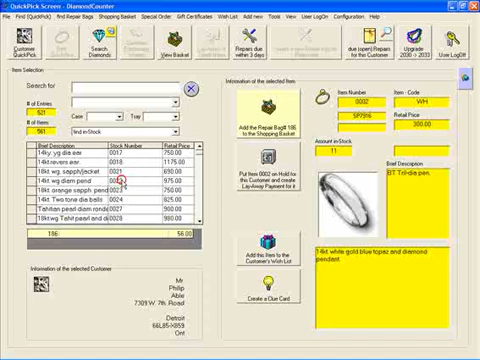 QuickPick Screen - DiamondCounter
File Find [QuickPick] find Repair Bags Shopping Basket Special Order Gift Certificates Wish List Add new Tools User LogOn Configuration Help Exit
Customer QuickPick
Search Diamonds
View Basket
Repairs due within 3 days
due (open) Repairs for this Customer
Upgrade 2030 -> 2033
User LogOff
Item Selection
Search for
# of Entries
521
# of Items
561
Case
Tray
find in-Stock
Brief Description Stock Number Retail Price
14ky. yg dia ear 0017 750.00
14kt.revers ear. 0018 1175.00
18kt wg. sapph/jacket 0021 690.00
14kt wg diam pend 975.00
18kt orange sapph. pend 0023 750.00
14kt. Two tone dia balls 0024 825.00
Tahitian pearl diam rond 0027 900.00
18kt wg Tahit pearl and di 0028 980.00
186- 56.00
Information of the selected Customer
Mr
Philip
Able
7309 W. 7th. Road
Detroit
66L85-X859
Ont
Information of the selected Item
Add the Repair Bag# 186 to the Shopping Basket
Put Item 0002 on Hold for this Customer and create Lay-Away Payment for it
Add this Item to the Customer's Wish List
Create a Clue Card
Item Number
0002
SP7816
Item - Code
WH
Retail Price
300.00
Amount in-Stock
11
Brief Description
BT Tri-dia pen.
14kt white gold blue topaz and diamond pendant